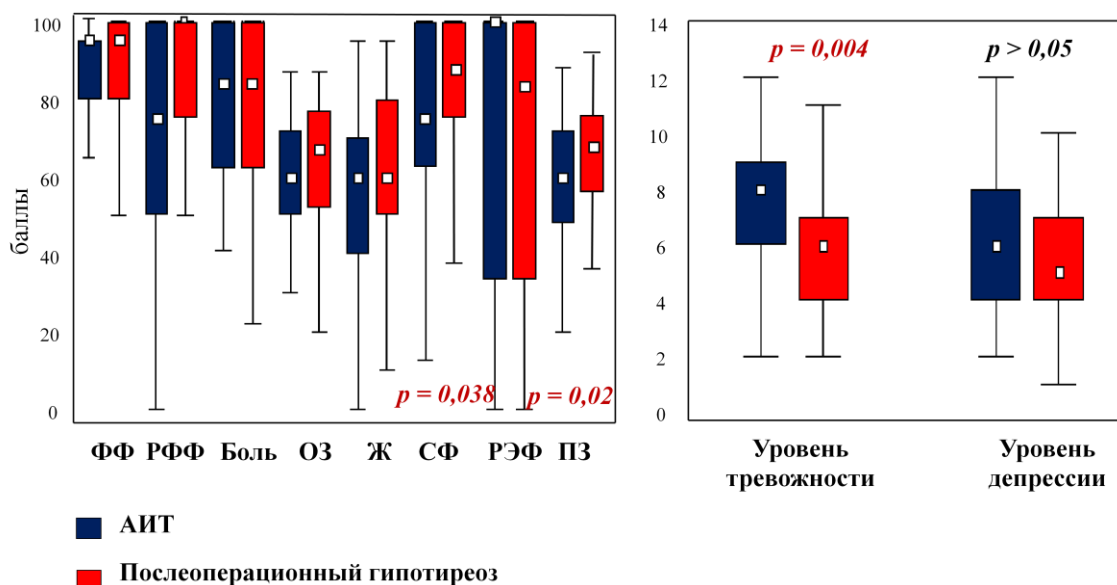 баллы
100
80
60
40
20
0
p = 0,038
p = 0,02
ФФ РФФ Боль ОЗ Ж СФ РЭФ ПЗ
14
12
10
8
6
4
2
0
p = 0,004
p > 0,05
Уровень
тревожности
Уровень
депрессии
АИТ
Послеоперационный гипотиреоз